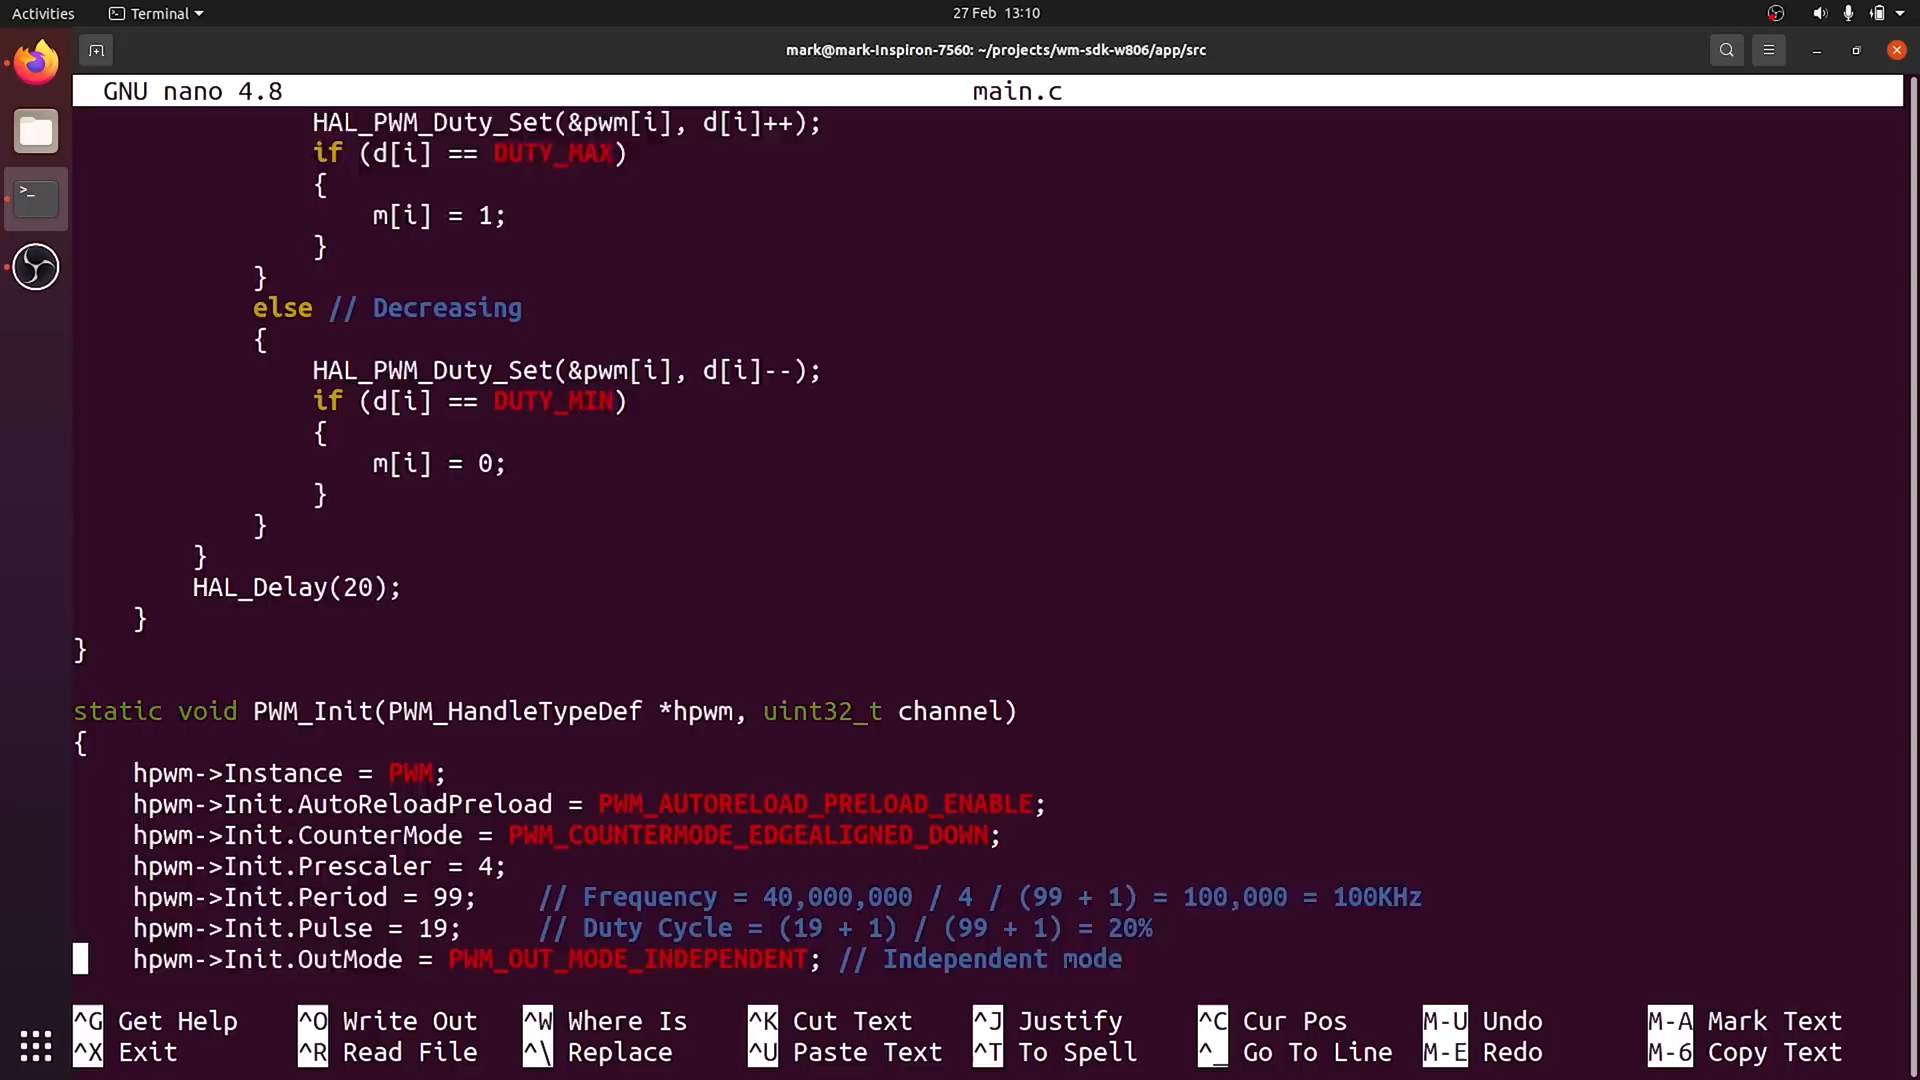 Activities Terminal 27 Feb 13:10
mark@mark-Inspiron-7560: ~/projects/wm-sdk-w806/app/src
GNU nano 4.8 main.c
HAL_PWM_Duty_Set(&pwm[i], d[i]++);
if (d[i] == DUTY_MAX)
{
m[i] = 1;
}
}
else // Decreasing
{
HAL_PWM_Duty_Set(&pwm[i], d[i]--);
if (d[i] == DUTY_MIN)
{
m[i] = 0;
}
}
}
HAL_Delay(20);
}
}
static void PWM_Init(PWM_HandleTypeDef *hpwm, uint32_t channel)
{
hpwm->Instance = PWM;
hpwm->Init.AutoReloadPreload = PWM_AUTORELOAD_PRELOAD_ENABLE;
hpwm->Init.CounterMode = PWM_COUNTERMODE_EDGEALIGNED_DOWN;
hpwm->Init.Prescaler = 4;
hpwm->Init.Period = 99; // Frequency = 40,000,000 / 4 / (99 + 1) = 100,000 = 100KHz
hpwm->Init.Pulse = 19; // Duty Cycle = (19 + 1) / (99 + 1) = 20%
hpwm->Init.OutMode = PWM_OUT_MODE_INDEPENDENT; // Independent mode
^G Get Help ^O Write Out ^W Where Is ^K Cut Text ^J Justify ^C Cur Pos M-U Undo M-A Mark Text
^X Exit ^R Read File ^\ Replace ^U Paste Text ^T To Spell ^_ Go To Line M-E Redo M-6 Copy Text